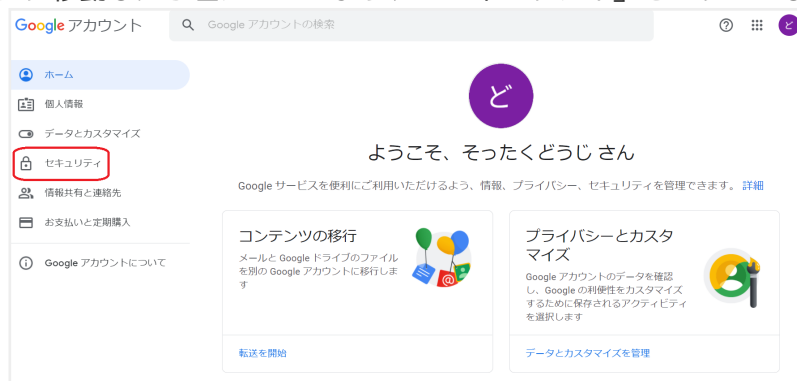 Google アカウント
Google アカウントの検索
ど
ホーム
個人情報
データとカスタマイズ
セキュリティ
情報共有と連絡先
お支払いと定期購入
Google アカウントについて
ど
ようこそ、そったくどうじ さん
Google サービスを便利にご利用いただけるよう、情報、プライバシー、セキュリティを管理できます。 詳細
コンテンツの移行
メールと Google ドライブのファイル
を別の Google アカウントに移行しま
す
転送を開始
プライバシーとカスタ
マイズ
Google アカウントのデータを確認
し、Google の利便性をカスタマイズ
するために保存されるアクティビティ
を選択します
データとカスタマイズを管理